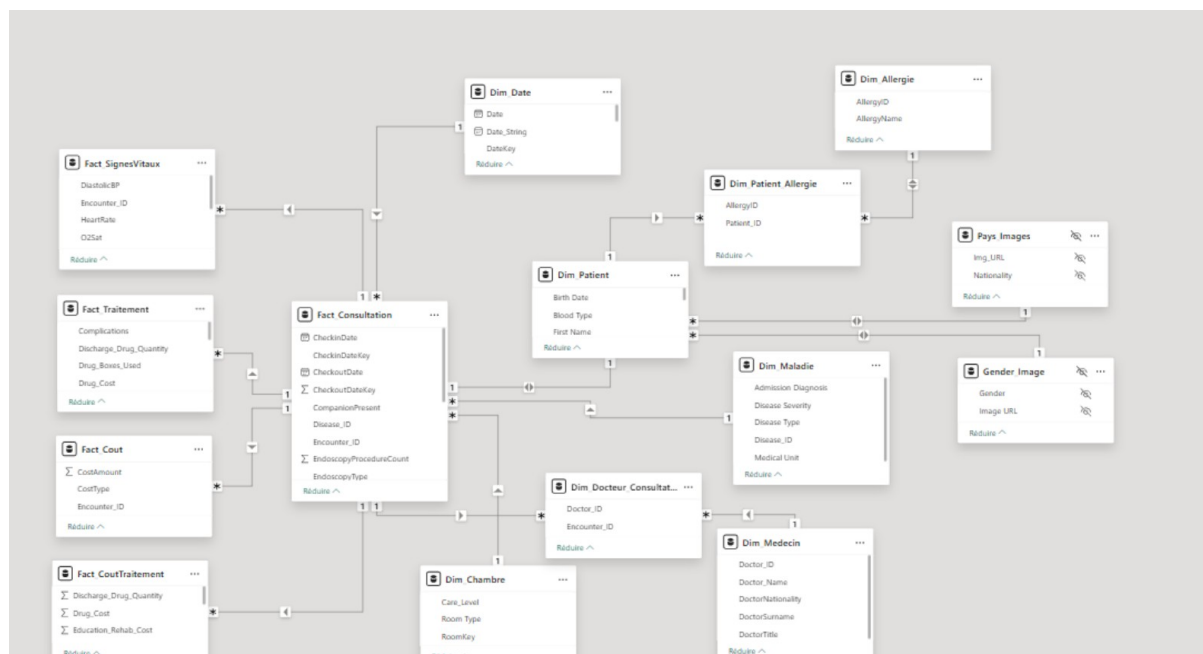 Dim_Date
Date
Date_String
DateKey
Réduire
Dim_Allergie
AllergyID
AllergyName
Réduire
Fact_SignesVitaux
DiastolicBP
Encounter_ID
HeartRate
O2Sat
Réduire
Dim_Patient_Allergie
AllergyID
Patient_ID
Réduire
Pays_Images
Img_URL
Nationality
Réduire
Dim_Patient
Birth Date
Blood Type
First Name
Réduire
Fact_Traitement
Complications
Discharge_Drug_Quantity
Drug_Boxes_Used
Drug_Cost
Réduire
Fact_Consultation
CheckinDate
CheckinDateKey
CheckoutDate
CheckoutDateKey
CompanionPresent
Disease_ID
Encounter_ID
EndoscopyProcedureCount
EndoscopyType
Réduire
Dim_Maladie
Admission Diagnosis
Disease Severity
Disease Type
Disease_ID
Medical Unit
Réduire
Gender_Image
Gender
Image URL
Réduire
Fact_Cout
CostAmount
CostType
Encounter_ID
Réduire
Dim_Docteur_Consultat...
Doctor_ID
Encounter_ID
Réduire
Dim_Medecin
Doctor_ID
Doctor_Name
DoctorNationality
DoctorSurname
DoctorTitle
Réduire
Fact_CoutTraitement
Discharge_Drug_Quantity
Drug_Cost
Education_Rehab_Cost
Réduire
Dim_Chambre
Care_Level
Room Type
RoomKey